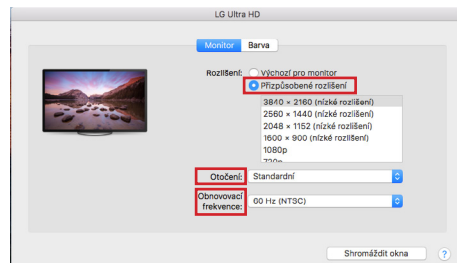 LG Ultra HD
Monitor Barva
Rozlišení: Výchozí pro monitor
Přizpůsobené rozlišení
3840 × 2160 (nízké rozlišení)
2560 × 1440 (nízké rozlišení)
2048 × 1152 (nízké rozlišení)
1600 × 900 (nízké rozlišení)
1080p
720p
Otočení: Standardní
Obnovovací
frekvence: 60 Hz (NTSC)
Shromáždit okna ?